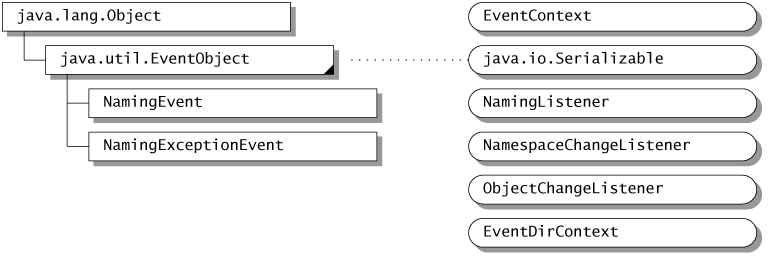 java.lang.Object
java.util.EventObject
NamingEvent
NamingExceptionEvent
EventContext
java.io.Serializable
NamingListener
NamespaceChangeListener
ObjectChangeListener
EventDirContext